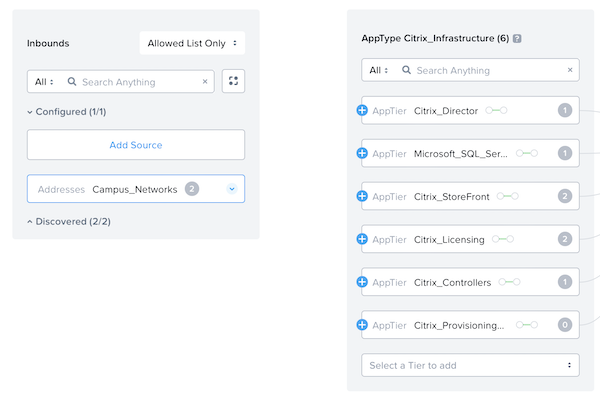 Inbounds
Allowed List Only
All
Search Anything
Configured (1/1)
Add Source
Addresses Campus_Networks 2
Discovered (2/2)
AppType Citrix_Infrastructure (6) ?
All
Search Anything
AppTier Citrix_Director 1
AppTier Microsoft_SQL_Ser... 1
AppTier Citrix_StoreFront 2
AppTier Citrix_Licensing 2
AppTier Citrix_Controllers 1
AppTier Citrix_Provisioning... 0
Select a Tier to add